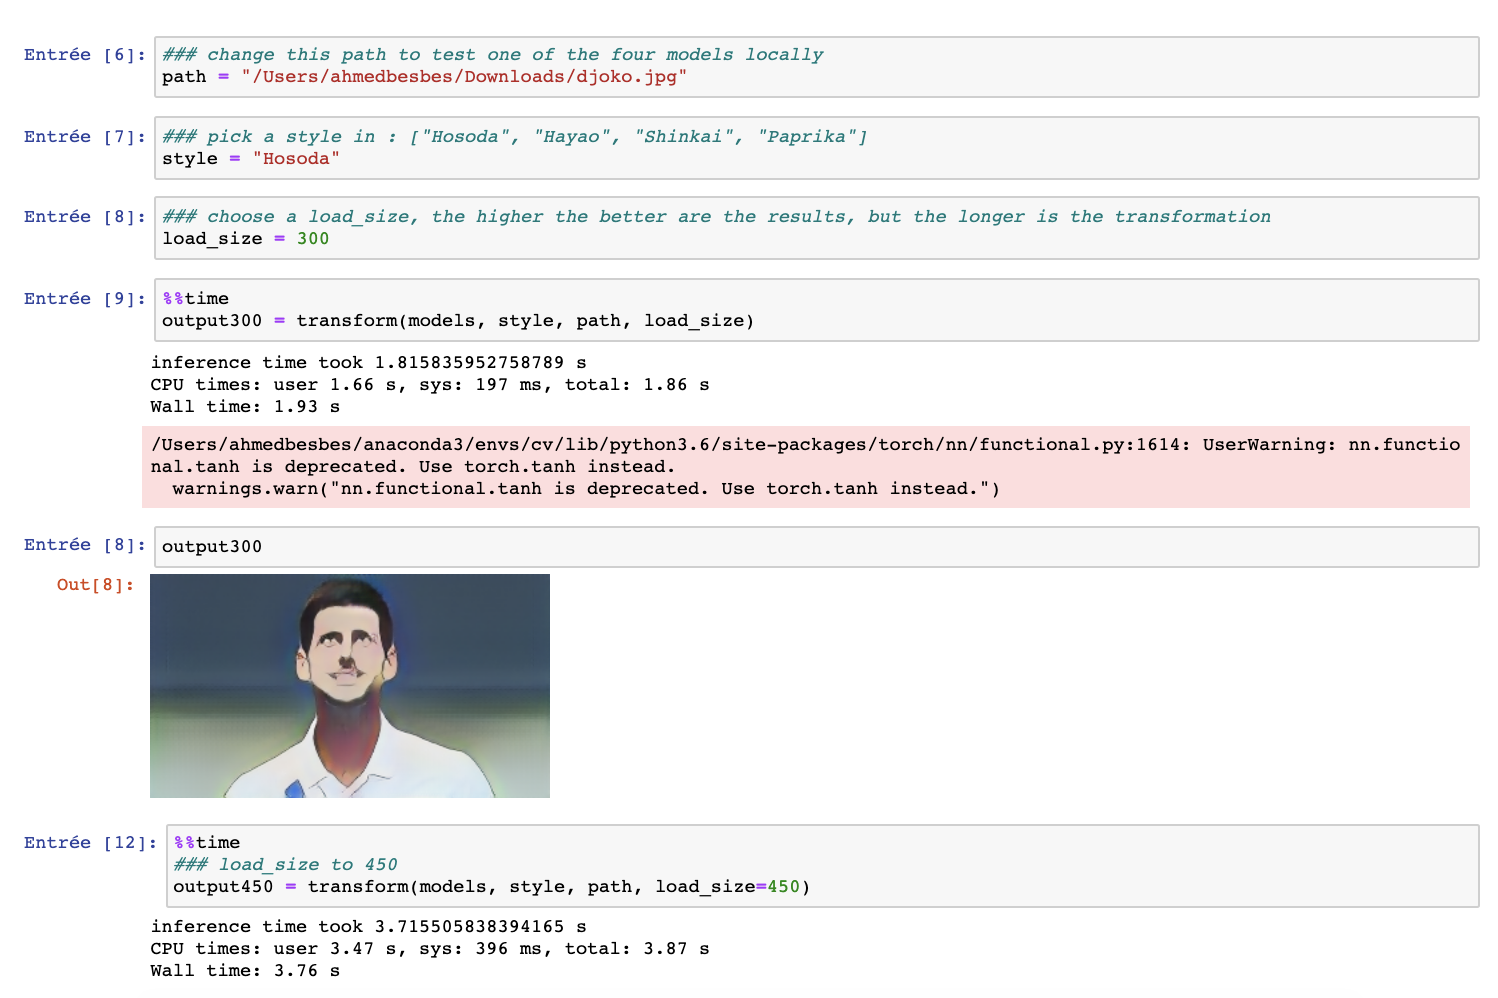 Entrée [6]: ### change this path to test one of the four models locally
path = "/Users/ahmedbesbes/Downloads/djoko.jpg"
Entrée [7]: ### pick a style in : ["Hosoda", "Hayao", "Shinkai", "Paprika"]
style = "Hosoda"
Entrée [8]: ### choose a load_size, the higher the better are the results, but the longer is the transformation
load_size = 300
Entrée [9]: %%time
output300 = transform(models, style, path, load_size)
inference time took 1.815835952758789 s
CPU times: user 1.66 s, sys: 197 ms, total: 1.86 s
Wall time: 1.93 s
/Users/ahmedbesbes/anaconda3/envs/cv/lib/python3.6/site-packages/torch/nn/functional.py:1614: UserWarning: nn.functio
nal.tanh is deprecated. Use torch.tanh instead.
  warnings.warn("nn.functional.tanh is deprecated. Use torch.tanh instead.")
Entrée [8]: output300
Out[8]:
Entrée [12]: %%time
### load_size to 450
output450 = transform(models, style, path, load_size=450)
inference time took 3.715505838394165 s
CPU times: user 3.47 s, sys: 396 ms, total: 3.87 s
Wall time: 3.76 s